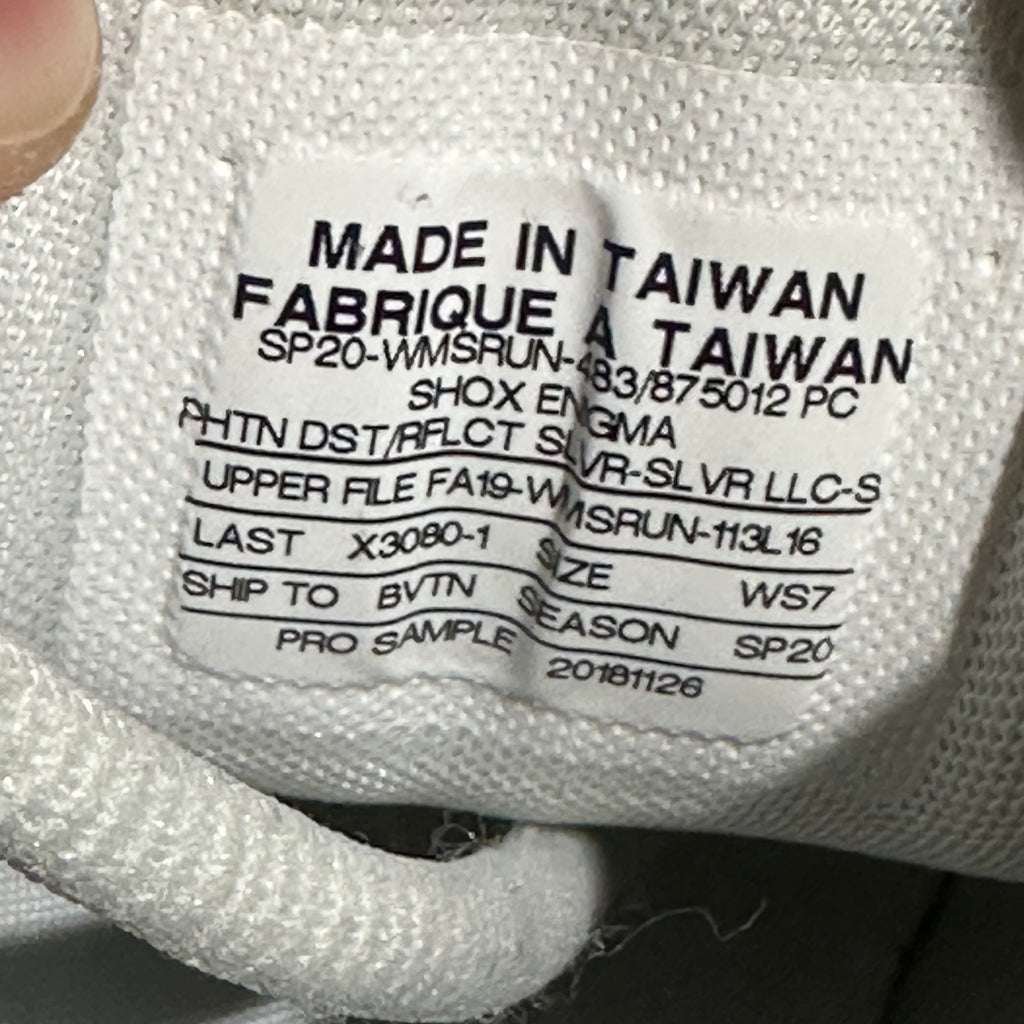 MADE IN TAIWAN
FABRIQUE A TAIWAN
SP20-WMSRUN-483/875012 PC
SHOX ENGMA
PHTN DST/RFLCT SLVR-SLVR LLC-S
UPPER FILE FA19-WMSRUN-113L16
LAST X3080-1 SIZE WS7
SHIP TO BVTN SEASON SP20
PRO SAMPLE 20181126